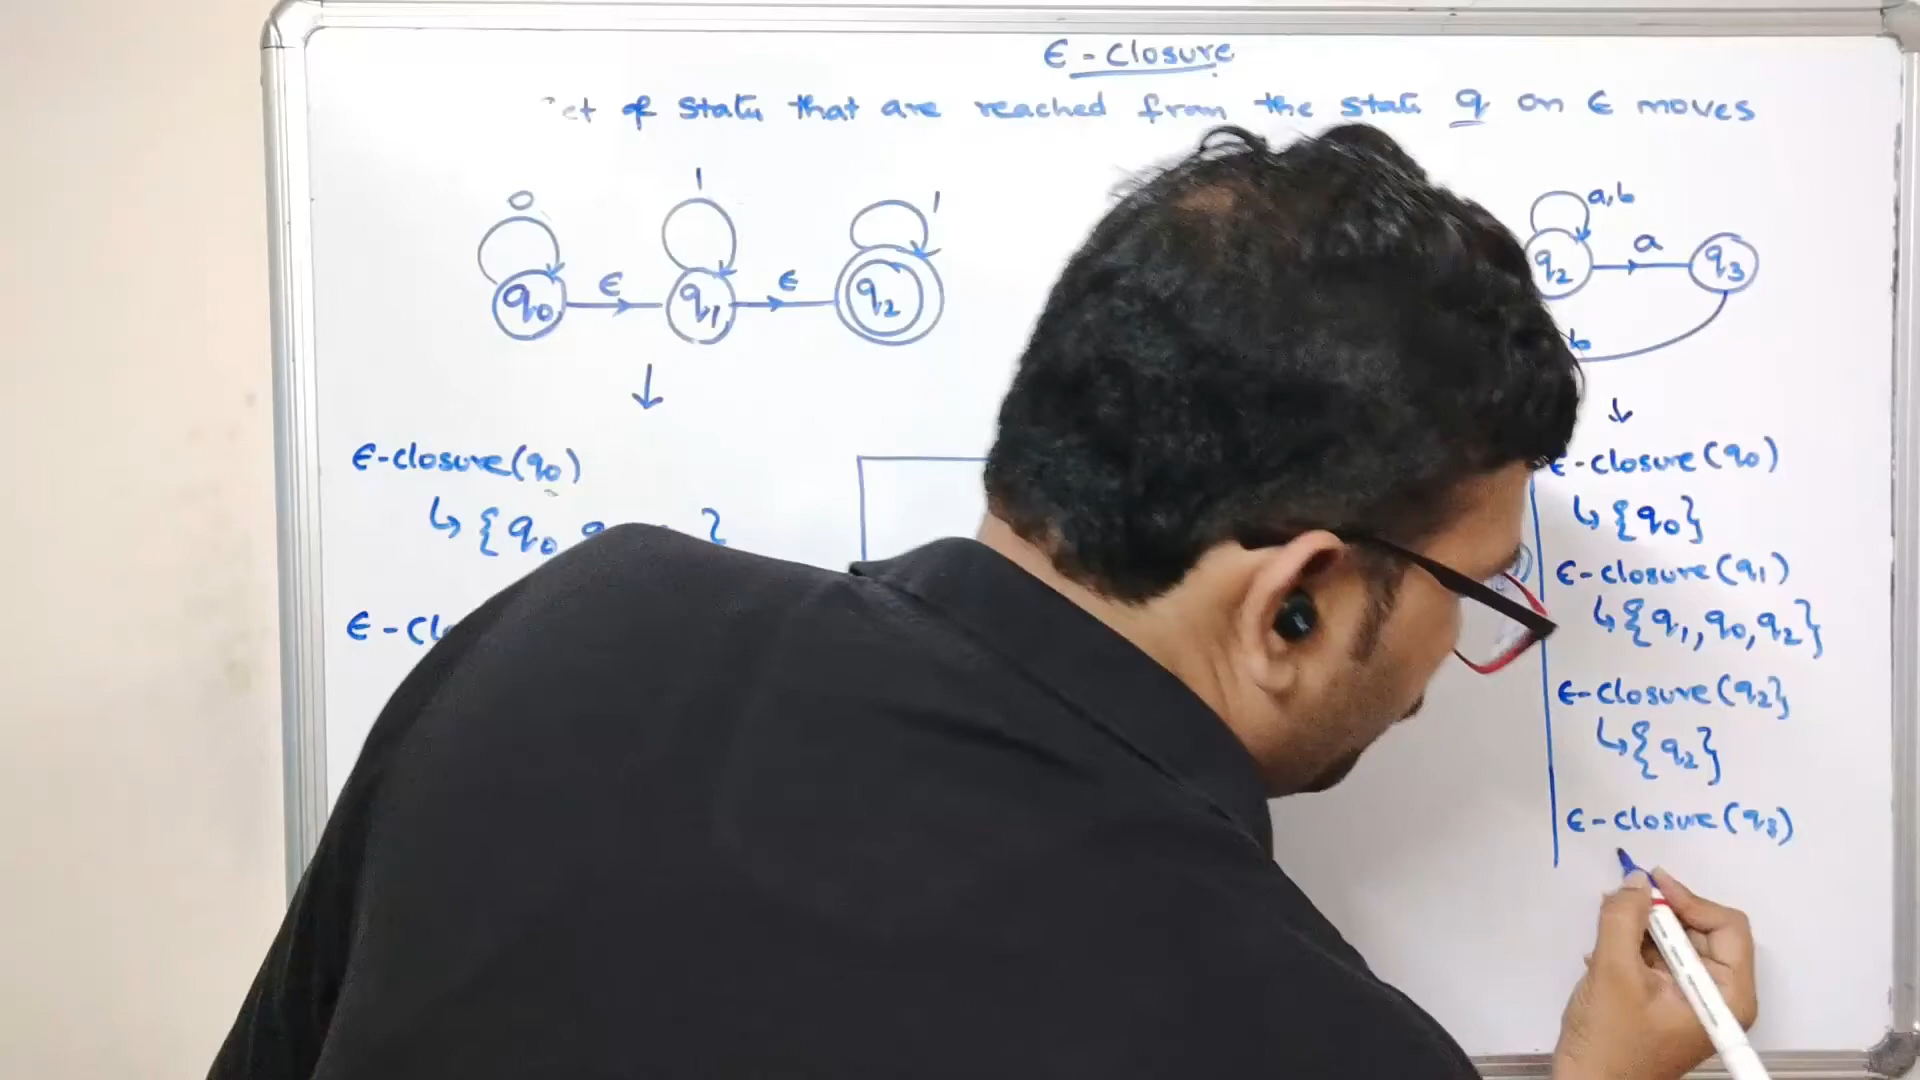 ϵ - closure
of states that are reached from the state q on ϵ moves
0
1
1
a,b
q0 ϵ q1 ϵ q2
q2 a q3
b
ϵ-closure(q0)
↳ {q0
ϵ-closure(q0)
↳ {q0}
ϵ-closure(q1)
↳ {q1, q0, q2}
ϵ-closure(q2}
↳ {q2}
ϵ-closure(q3)